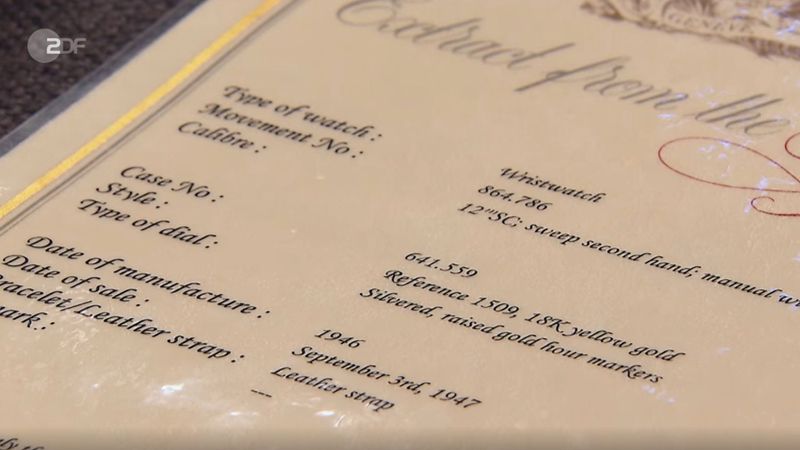 ZDF
GENEVE
Extract from the
Type of watch :
Wristwatch
Movement No :
864.786
Calibre :
12'''SC; sweep second hand; manual
Case No :
641.559
Style :
Reference 1509, 18K yellow gold
Type of dial :
Silvered, raised gold hour markers
Date of manufacture :
1946
Date of sale :
September 3rd, 1947
Bracelet/Leather strap :
Leather strap
ark.:
---